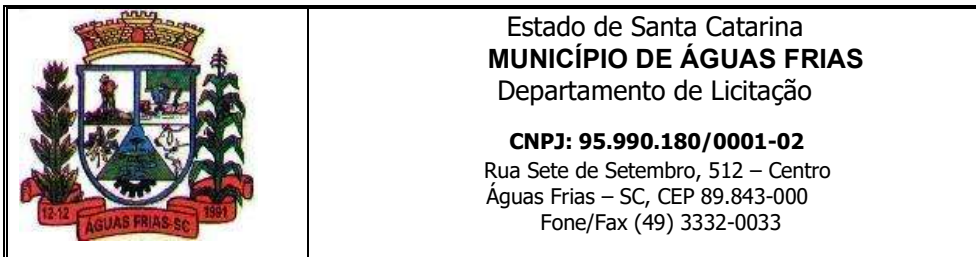 Estado de Santa Catarina
MUNICÍPIO DE ÁGUAS FRIAS
Departamento de Licitação
CNPJ: 95.990.180/0001-02
Rua Sete de Setembro, 512 – Centro
Águas Frias – SC, CEP 89.843-000
Fone/Fax (49) 3332-0033
12-12
1991
AGUAS FRIAS-SC